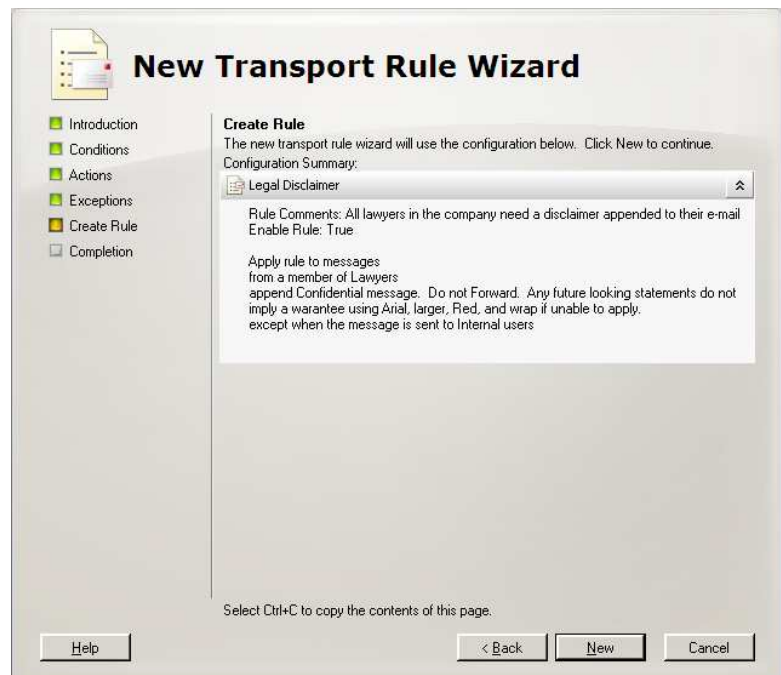 New Transport Rule Wizard
Introduction
Conditions
Actions
Exceptions
Create Rule
Completion
Create Rule
The new transport rule wizard will use the configuration below. Click New to continue.
Configuration Summary:
Legal Disclaimer
Rule Comments: All lawyers in the company need a disclaimer appended to their e-mail
Enable Rule: True
Apply rule to messages
from a member of Lawyers
append Confidential message. Do not Forward. Any future looking statements do not
imply a warantee using Arial, larger, Red, and wrap if unable to apply.
except when the message is sent to Internal users
Select Ctrl+C to copy the contents of this page.
Help
< Back
New
Cancel